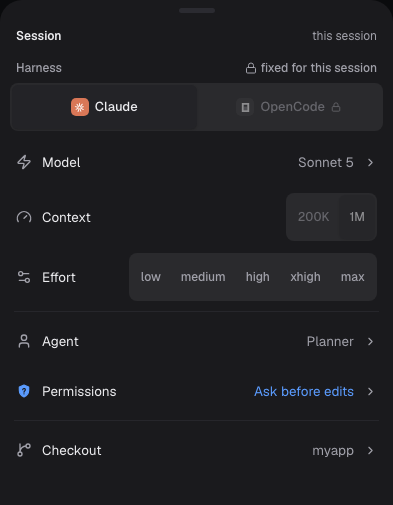 Session this session
Harness fixed for this session
Claude OpenCode
Model Sonnet 5
Context 200K 1M
Effort low medium high xhigh max
Agent Planner
Permissions Ask before edits
Checkout myapp